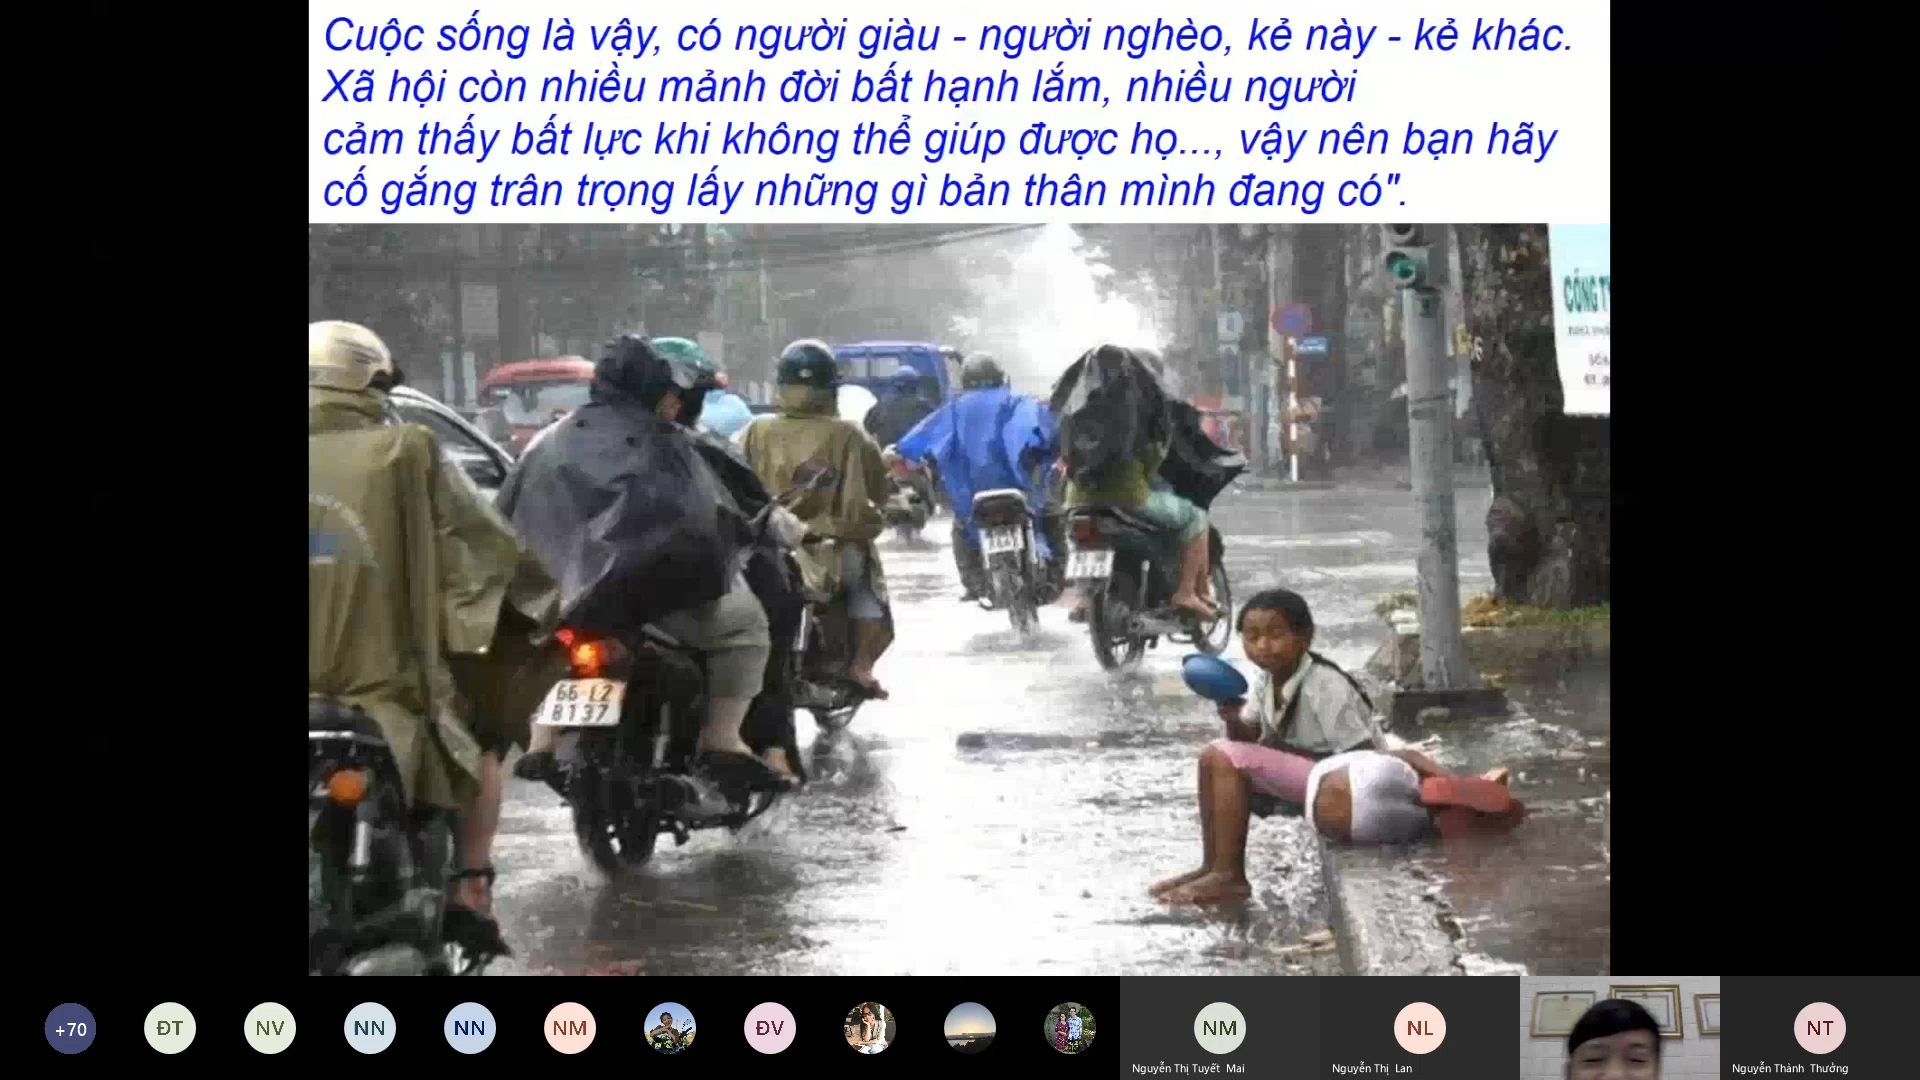 Cuộc sống là vậy, có người giàu - người nghèo, kẻ này - kẻ khác.
Xã hội còn nhiều mảnh đời bất hạnh lắm, nhiều người
cảm thấy bất lực khi không thể giúp được họ..., vậy nên bạn hãy
cố gắng trân trọng lấy những gì bản thân mình đang có".
CÔNG T
66-L2
8137
+70
ĐT
NV
NN
NN
NM
ĐV
NM
NL
NT
Nguyễn Thị Tuyết Mai
Nguyễn Thị Lan
Nguyễn Thành Thưởng